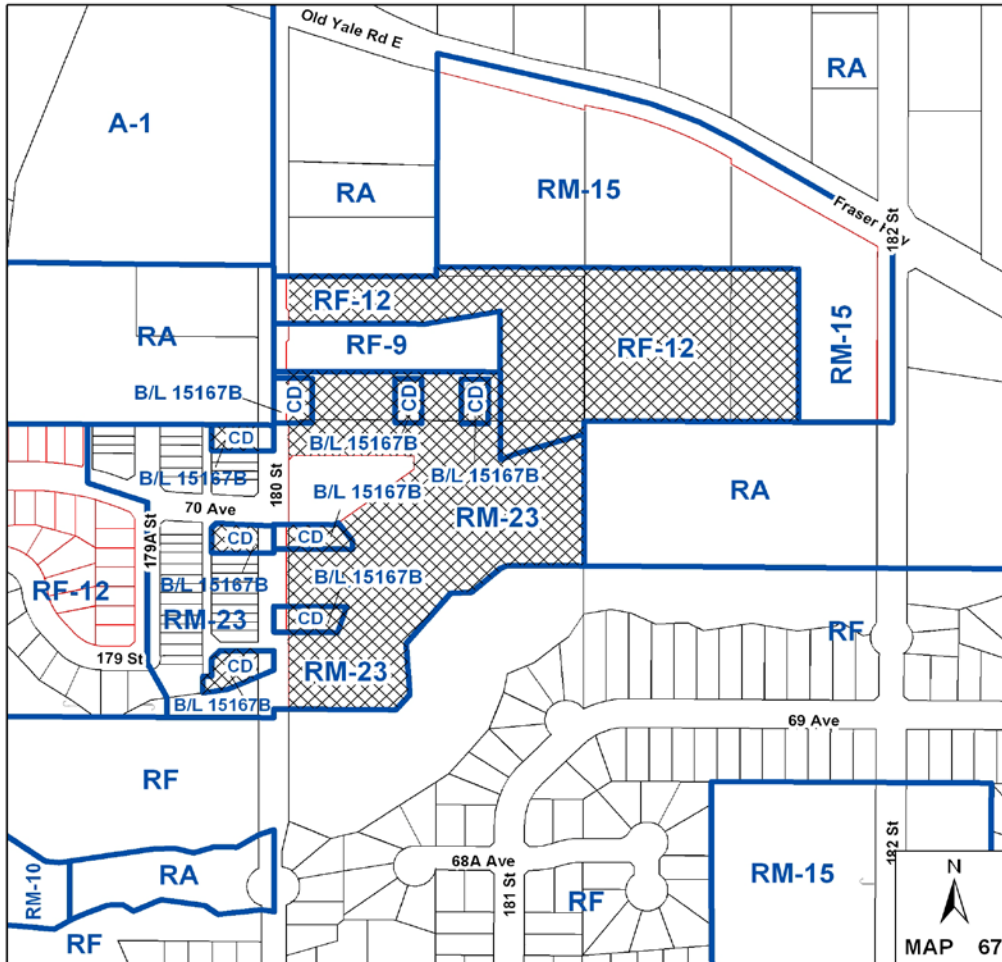 Old Yale Rd E
RA
A-1
RA
RM-15
Fraser Hwy
182 St
RF-12
RA
RF-9
RF-12
RM-15
B/L 15167B
CD
CD
CD
CD
B/L 15167B
B/L 15167B
B/L 15167B
180 St
B/L 15167B
RA
70 Ave
RM-23
179A St
CD
CD
B/L 15167B
B/L 15167B
RF-12
RM-23
CD
RF
179 St
CD
RM-23
B/L 15167B
69 Ave
RF
182 St
68A Ave
RM-10
RA
181 St
RF
RM-15
N
RF
MAP 67